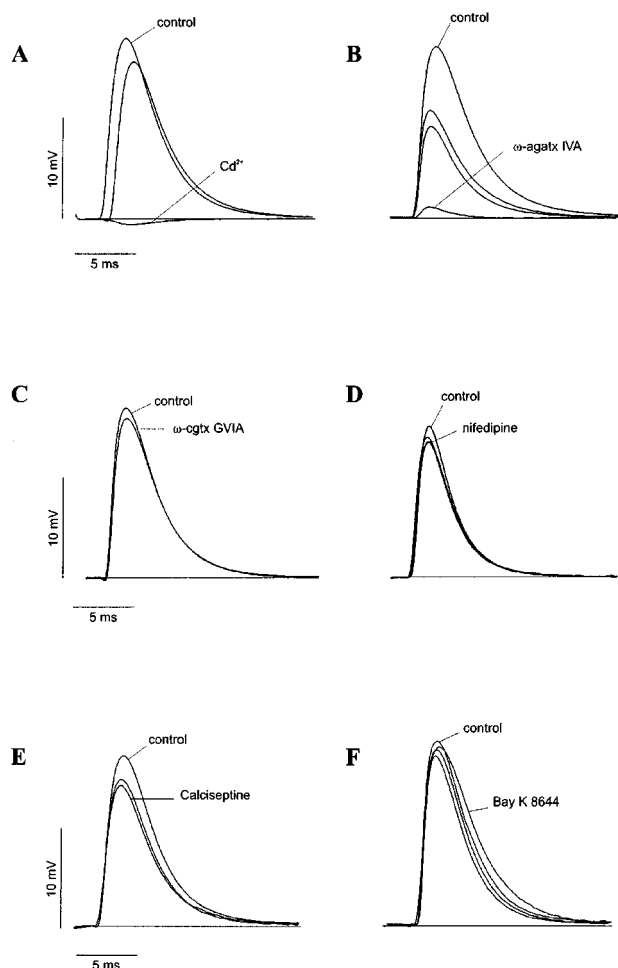 A
control
Cd²⁺
10 mV
5 ms
B
control
ω-agatx IVA
C
control
ω-cgtx GVIA
10 mV
5 ms
D
control
nifedipine
E
control
Calciseptine
10 mV
5 ms
F
control
Bay K 8644